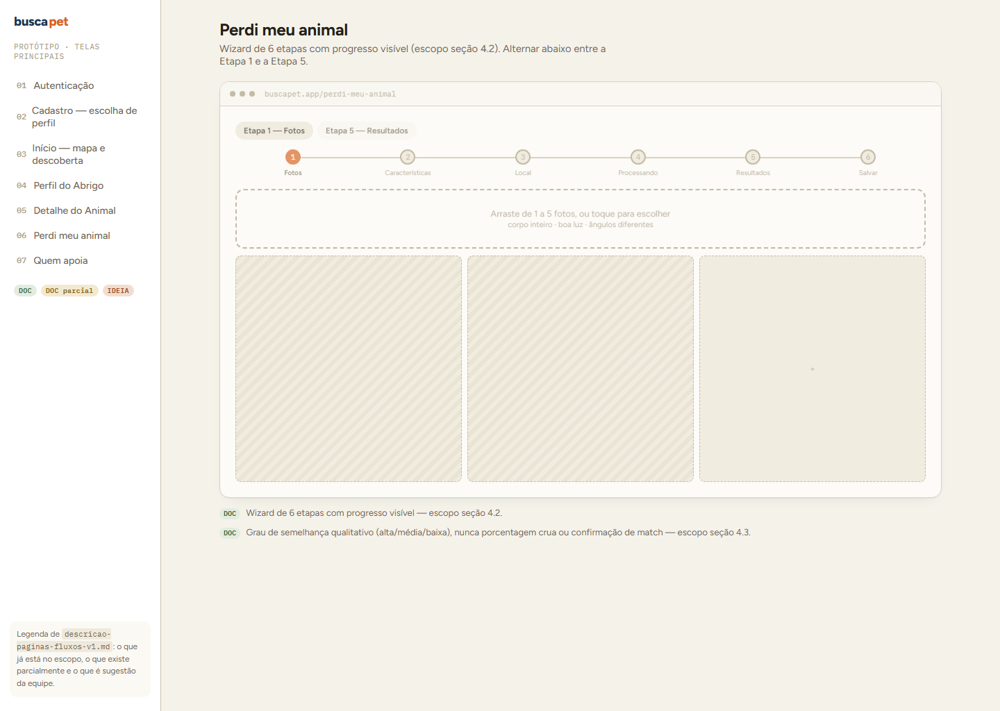 buscapet
PROTÓTIPO · TELAS
PRINCIPAIS
01 Autenticação
02 Cadastro — escolha de
perfil
03 Início — mapa e
descoberta
04 Perfil do Abrigo
05 Detalhe do Animal
06 Perdi meu animal
07 Quem apoia
DOC DOC parcial IDEIA
Legenda de descricao-
paginas-fluxos-v1.md: o que
já está no escopo, o que existe
parcialmente e o que é sugestão
da equipe.
Perdi meu animal
Wizard de 6 etapas com progresso visível (escopo seção 4.2). Alternar abaixo entre a
Etapa 1 e a Etapa 5.
buscapet.app/perdi-meu-animal
Etapa 1 — Fotos Etapa 5 — Resultados
1 2 3 4 5 6
Fotos Características Local Processando Resultados Salvar
Arraste de 1 a 5 fotos, ou toque para escolher
corpo inteiro · boa luz · ângulos diferentes
+
DOC Wizard de 6 etapas com progresso visível — escopo seção 4.2.
DOC Grau de semelhança qualitativo (alta/média/baixa), nunca porcentagem crua ou confirmação de match — escopo seção 4.3.